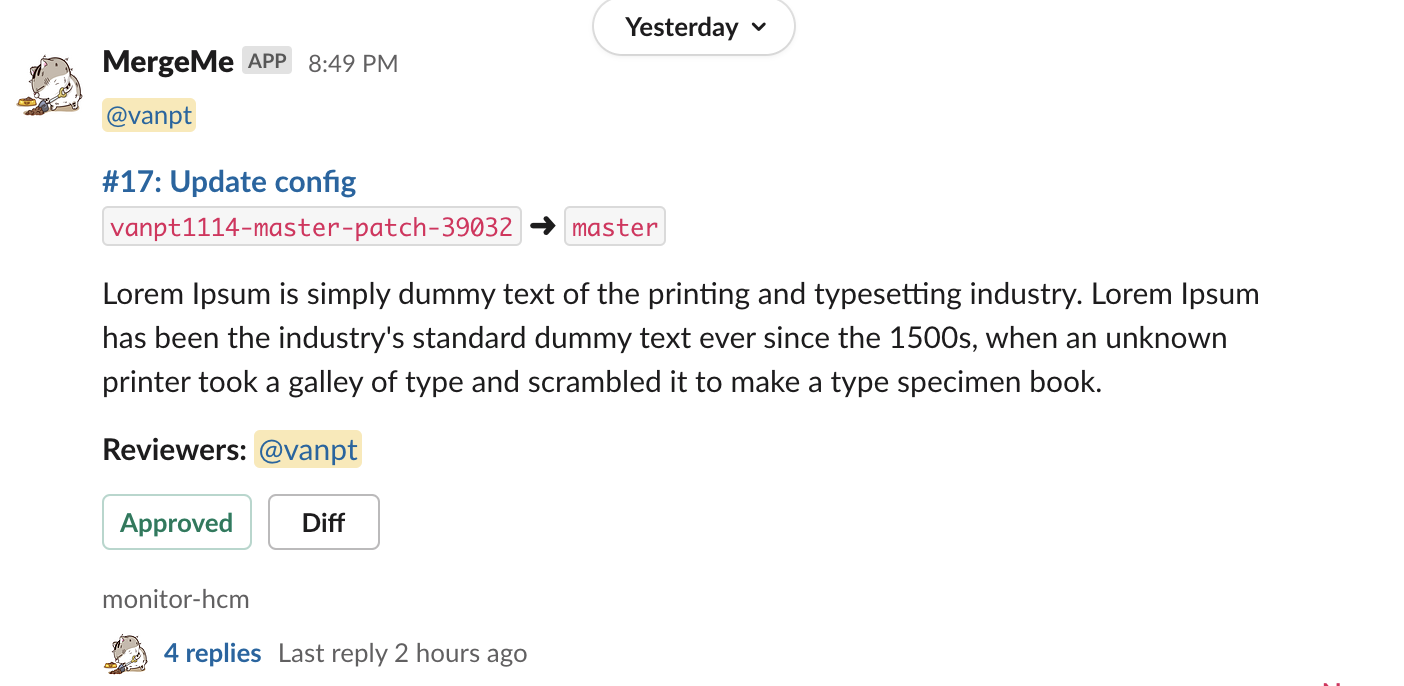 Yesterday
MergeMe APP 8:49 PM
@vanpt
#17: Update config
vanpt1114-master-patch-39032 ➜ master
Lorem Ipsum is simply dummy text of the printing and typesetting industry. Lorem Ipsum
has been the industry's standard dummy text ever since the 1500s, when an unknown
printer took a galley of type and scrambled it to make a type specimen book.
Reviewers: @vanpt
Approved Diff
monitor-hcm
4 replies Last reply 2 hours ago